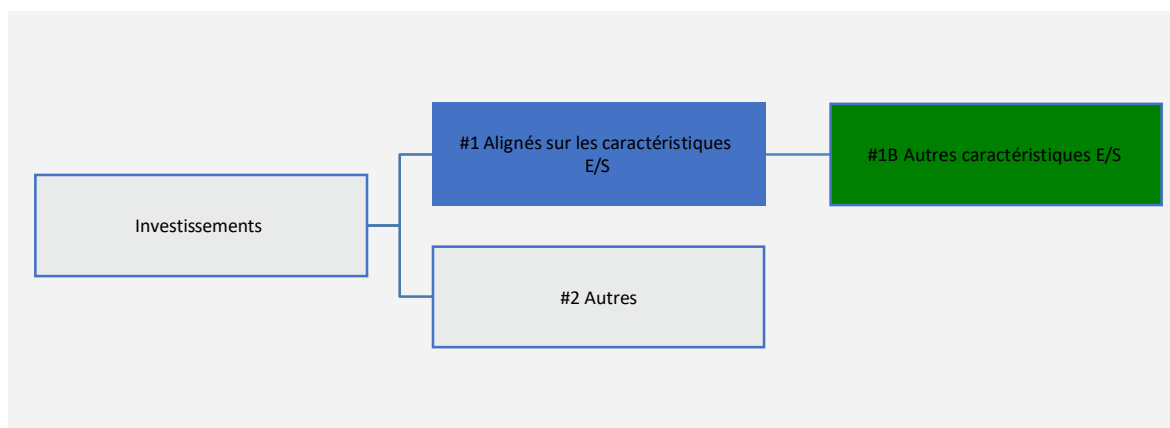 #1 Alignés sur les caractéristiques
E/S
#1B Autres caractéristiques E/S
Investissements
#2 Autres